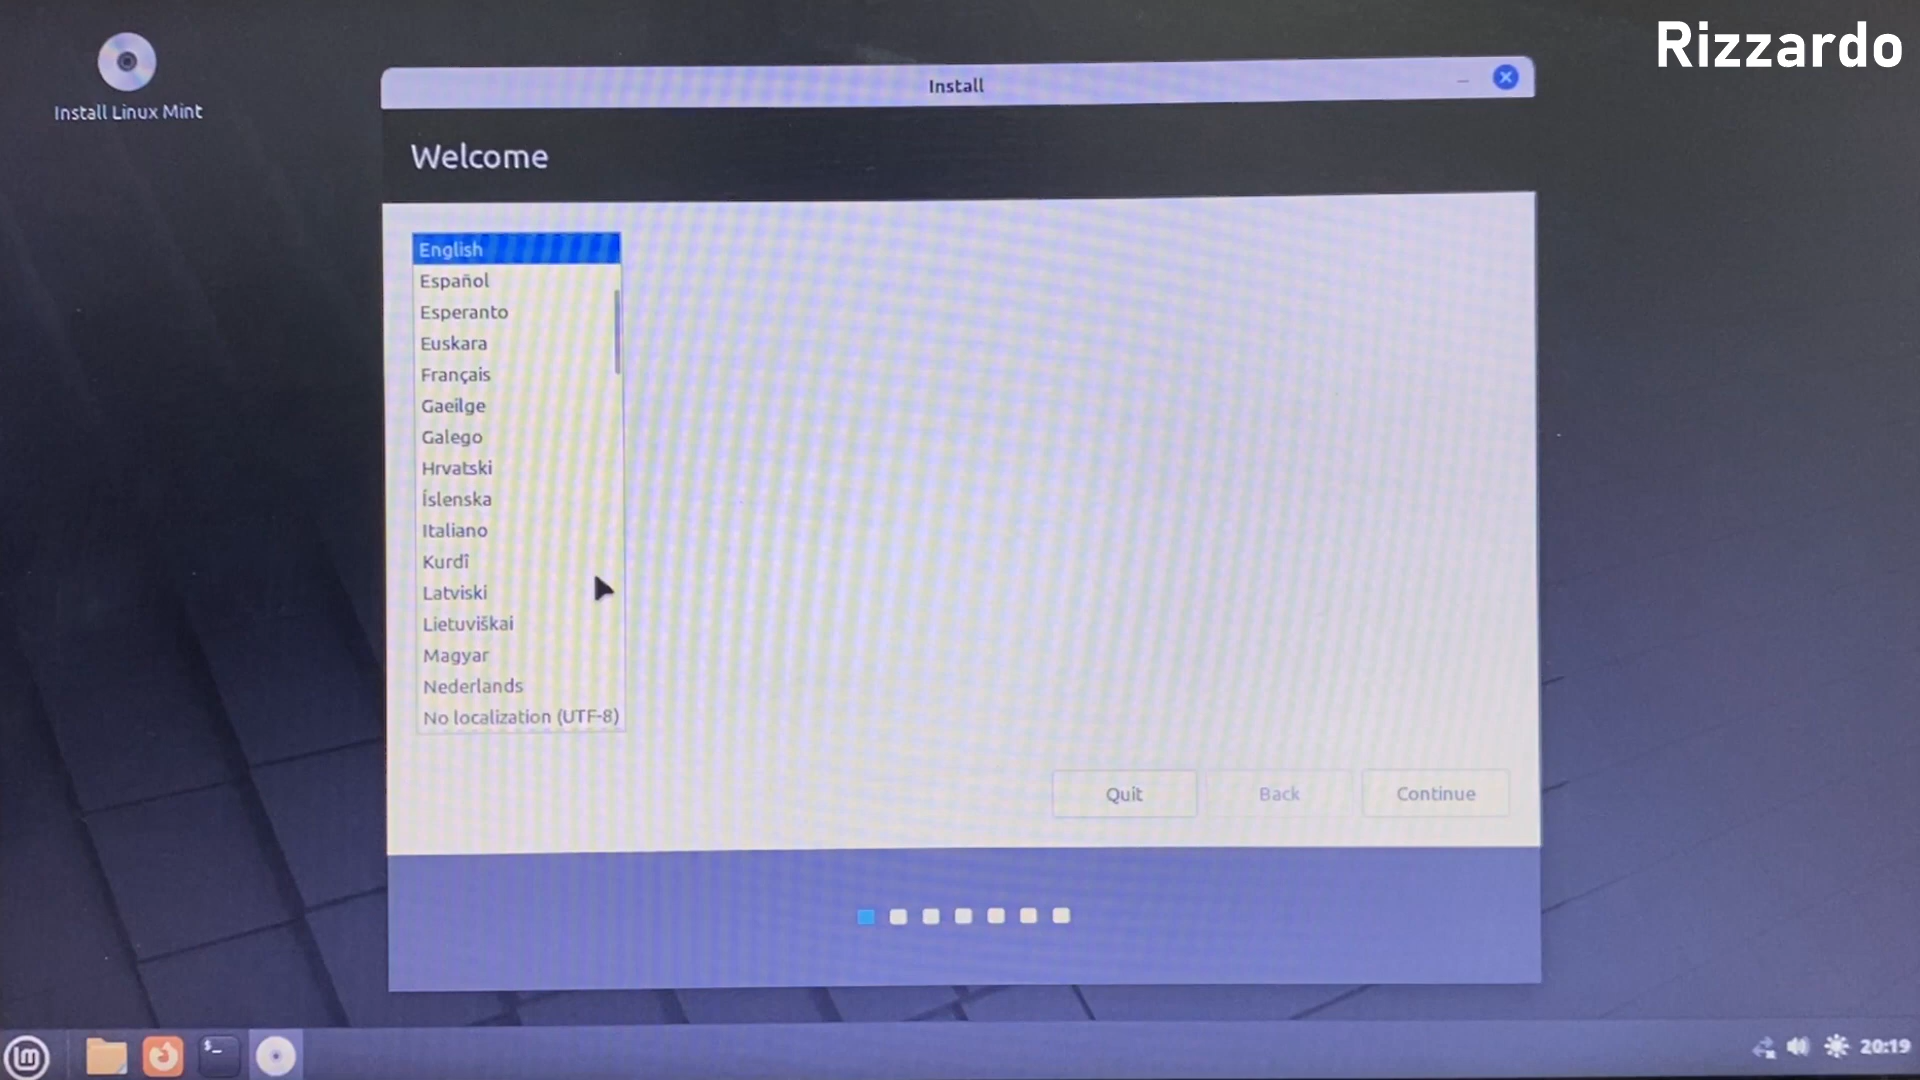 Rizzardo
Install Linux Mint
Install
Welcome
English
Español
Esperanto
Euskara
Français
Gaeilge
Galego
Hrvatski
Íslenska
Italiano
Kurdî
Latviski
Lietuviškai
Magyar
Nederlands
No localization (UTF-8)
Quit
Back
Continue
20:19